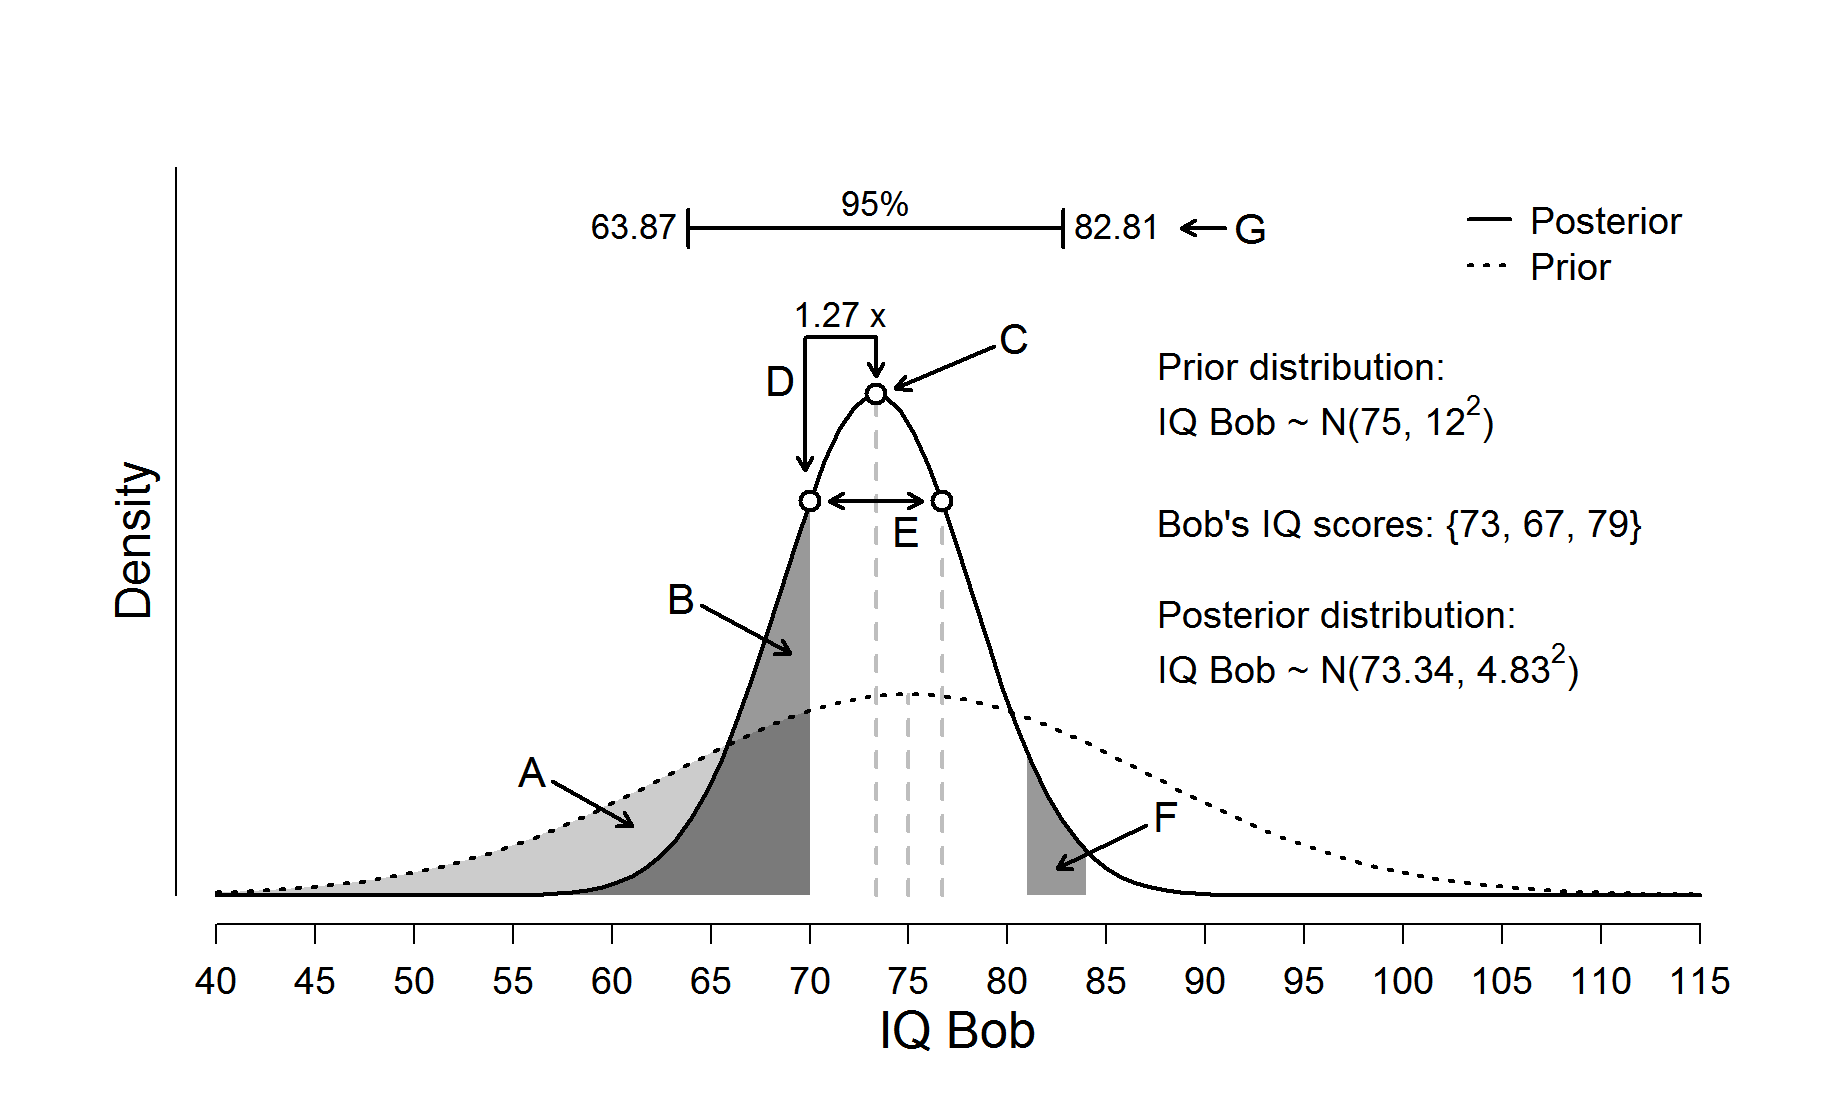 95%
63.87
82.81
G
Posterior
Prior
1.27 x
C
D
Prior distribution:
IQ Bob ~ N(75, 12²)
E
Bob's IQ scores: {73, 67, 79}
B
Posterior distribution:
IQ Bob ~ N(73.34, 4.83²)
A
F
Density
40 45 50 55 60 65 70 75 80 85 90 95 100 105 110 115
IQ Bob